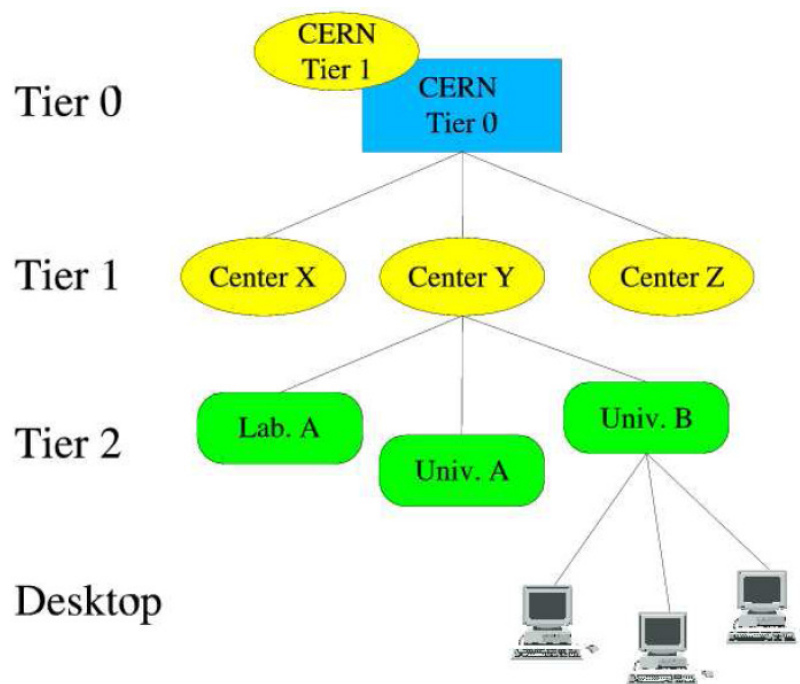 CERN
Tier 1
Tier 0
CERN
Tier 0
Tier 1
Center X
Center Y
Center Z
Tier 2
Lab. A
Univ. A
Univ. B
Desktop